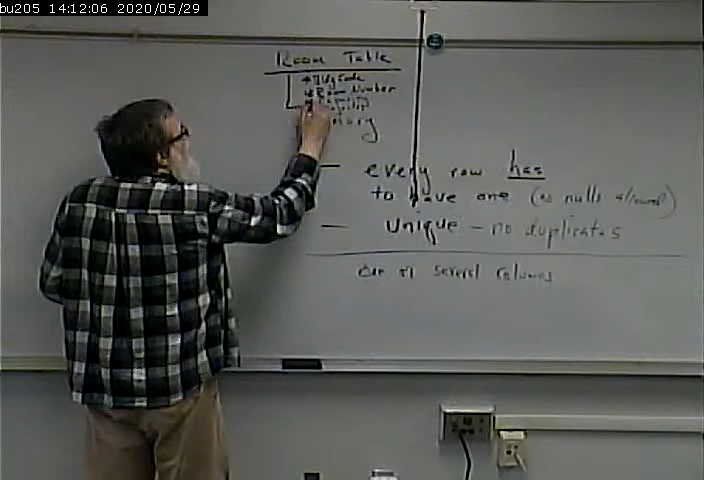 bu205 14:12:06 2020/05/29
Room Table
Bldg Code
Room Number
Capacity
every row has
to have one (no nulls allowed)
Unique - no duplicates
one or several columns